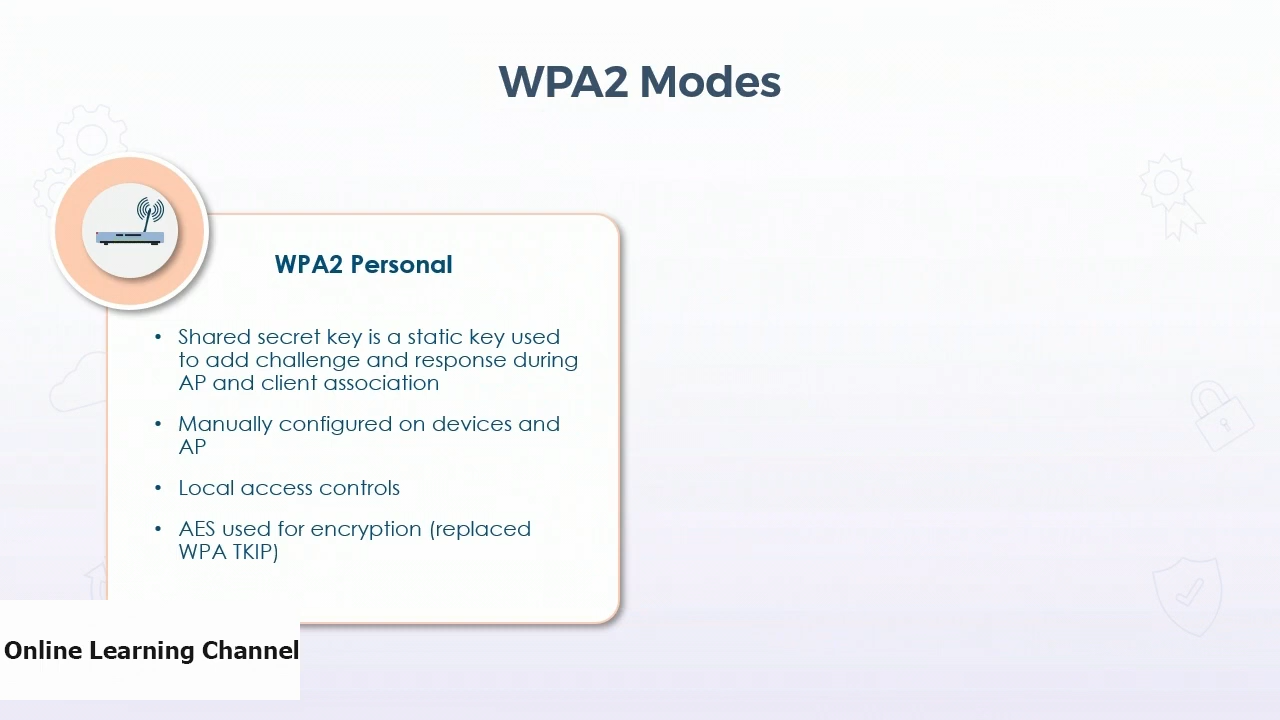 WPA2 Modes
WPA2 Personal
• Shared secret key is a static key used
to add challenge and response during
AP and client association
• Manually configured on devices and
AP
• Local access controls
• AES used for encryption (replaced
WPA TKIP)
Online Learning Channel